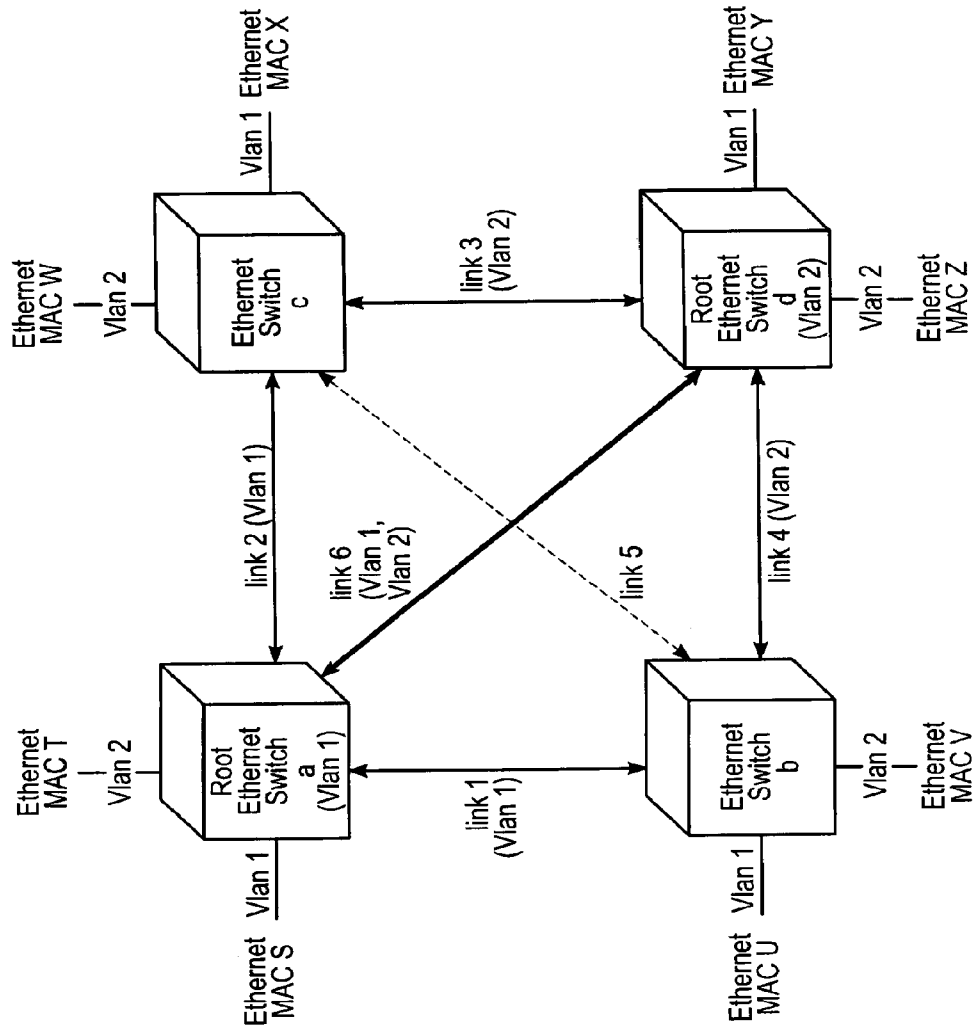 Ethernet
MAC T
Vlan 2
Ethernet
MAC W
Vlan 2
Root
Ethernet
Switch
a
(Vlan 1)
Ethernet
MAC S
Vlan 1
link 2 (Vlan 1)
Ethernet
Switch
c
Vlan 1
Ethernet
MAC X
link 6
(Vlan 1,
Vlan 2)
link 1
(Vlan 1)
link 3
(Vlan 2)
link 5
Ethernet
MAC U
Vlan 1
Ethernet
Switch
b
link 4 (Vlan 2)
Root
Ethernet
Switch
d
(Vlan 2)
Vlan 1
Ethernet
MAC Y
Vlan 2
Ethernet
MAC V
Vlan 2
Ethernet
MAC Z